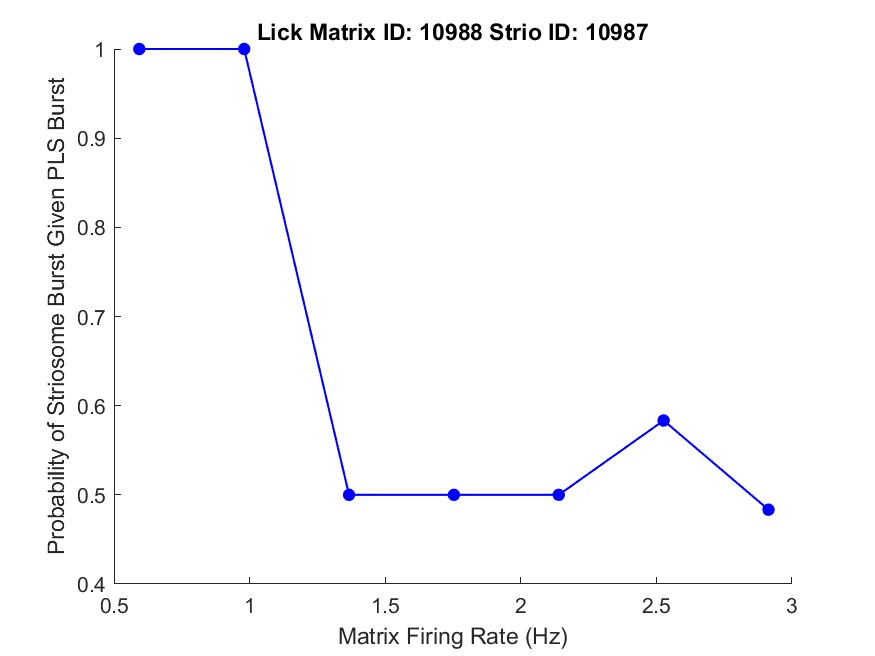 Lick Matrix ID: 10988 Strio ID: 10987
Probability of Striosome Burst Given PLS Burst
1
0.9
0.8
0.7
0.6
0.5
0.4
0.5 1 1.5 2 2.5 3
Matrix Firing Rate (Hz)